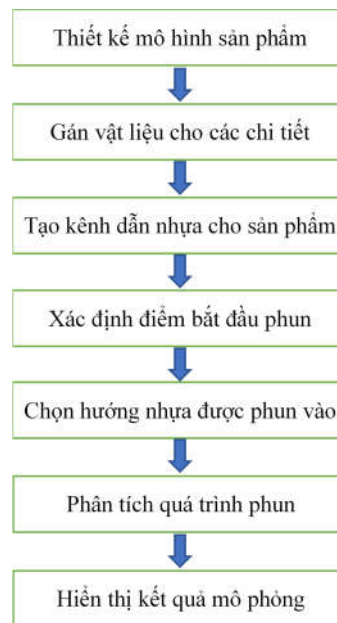 Thiết kế mô hình sản phẩm
Gán vật liệu cho các chi tiết
Tạo kênh dẫn nhựa cho sản phẩm
Xác định điểm bắt đầu phun
Chọn hướng nhựa được phun vào
Phân tích quá trình phun
Hiển thị kết quả mô phỏng